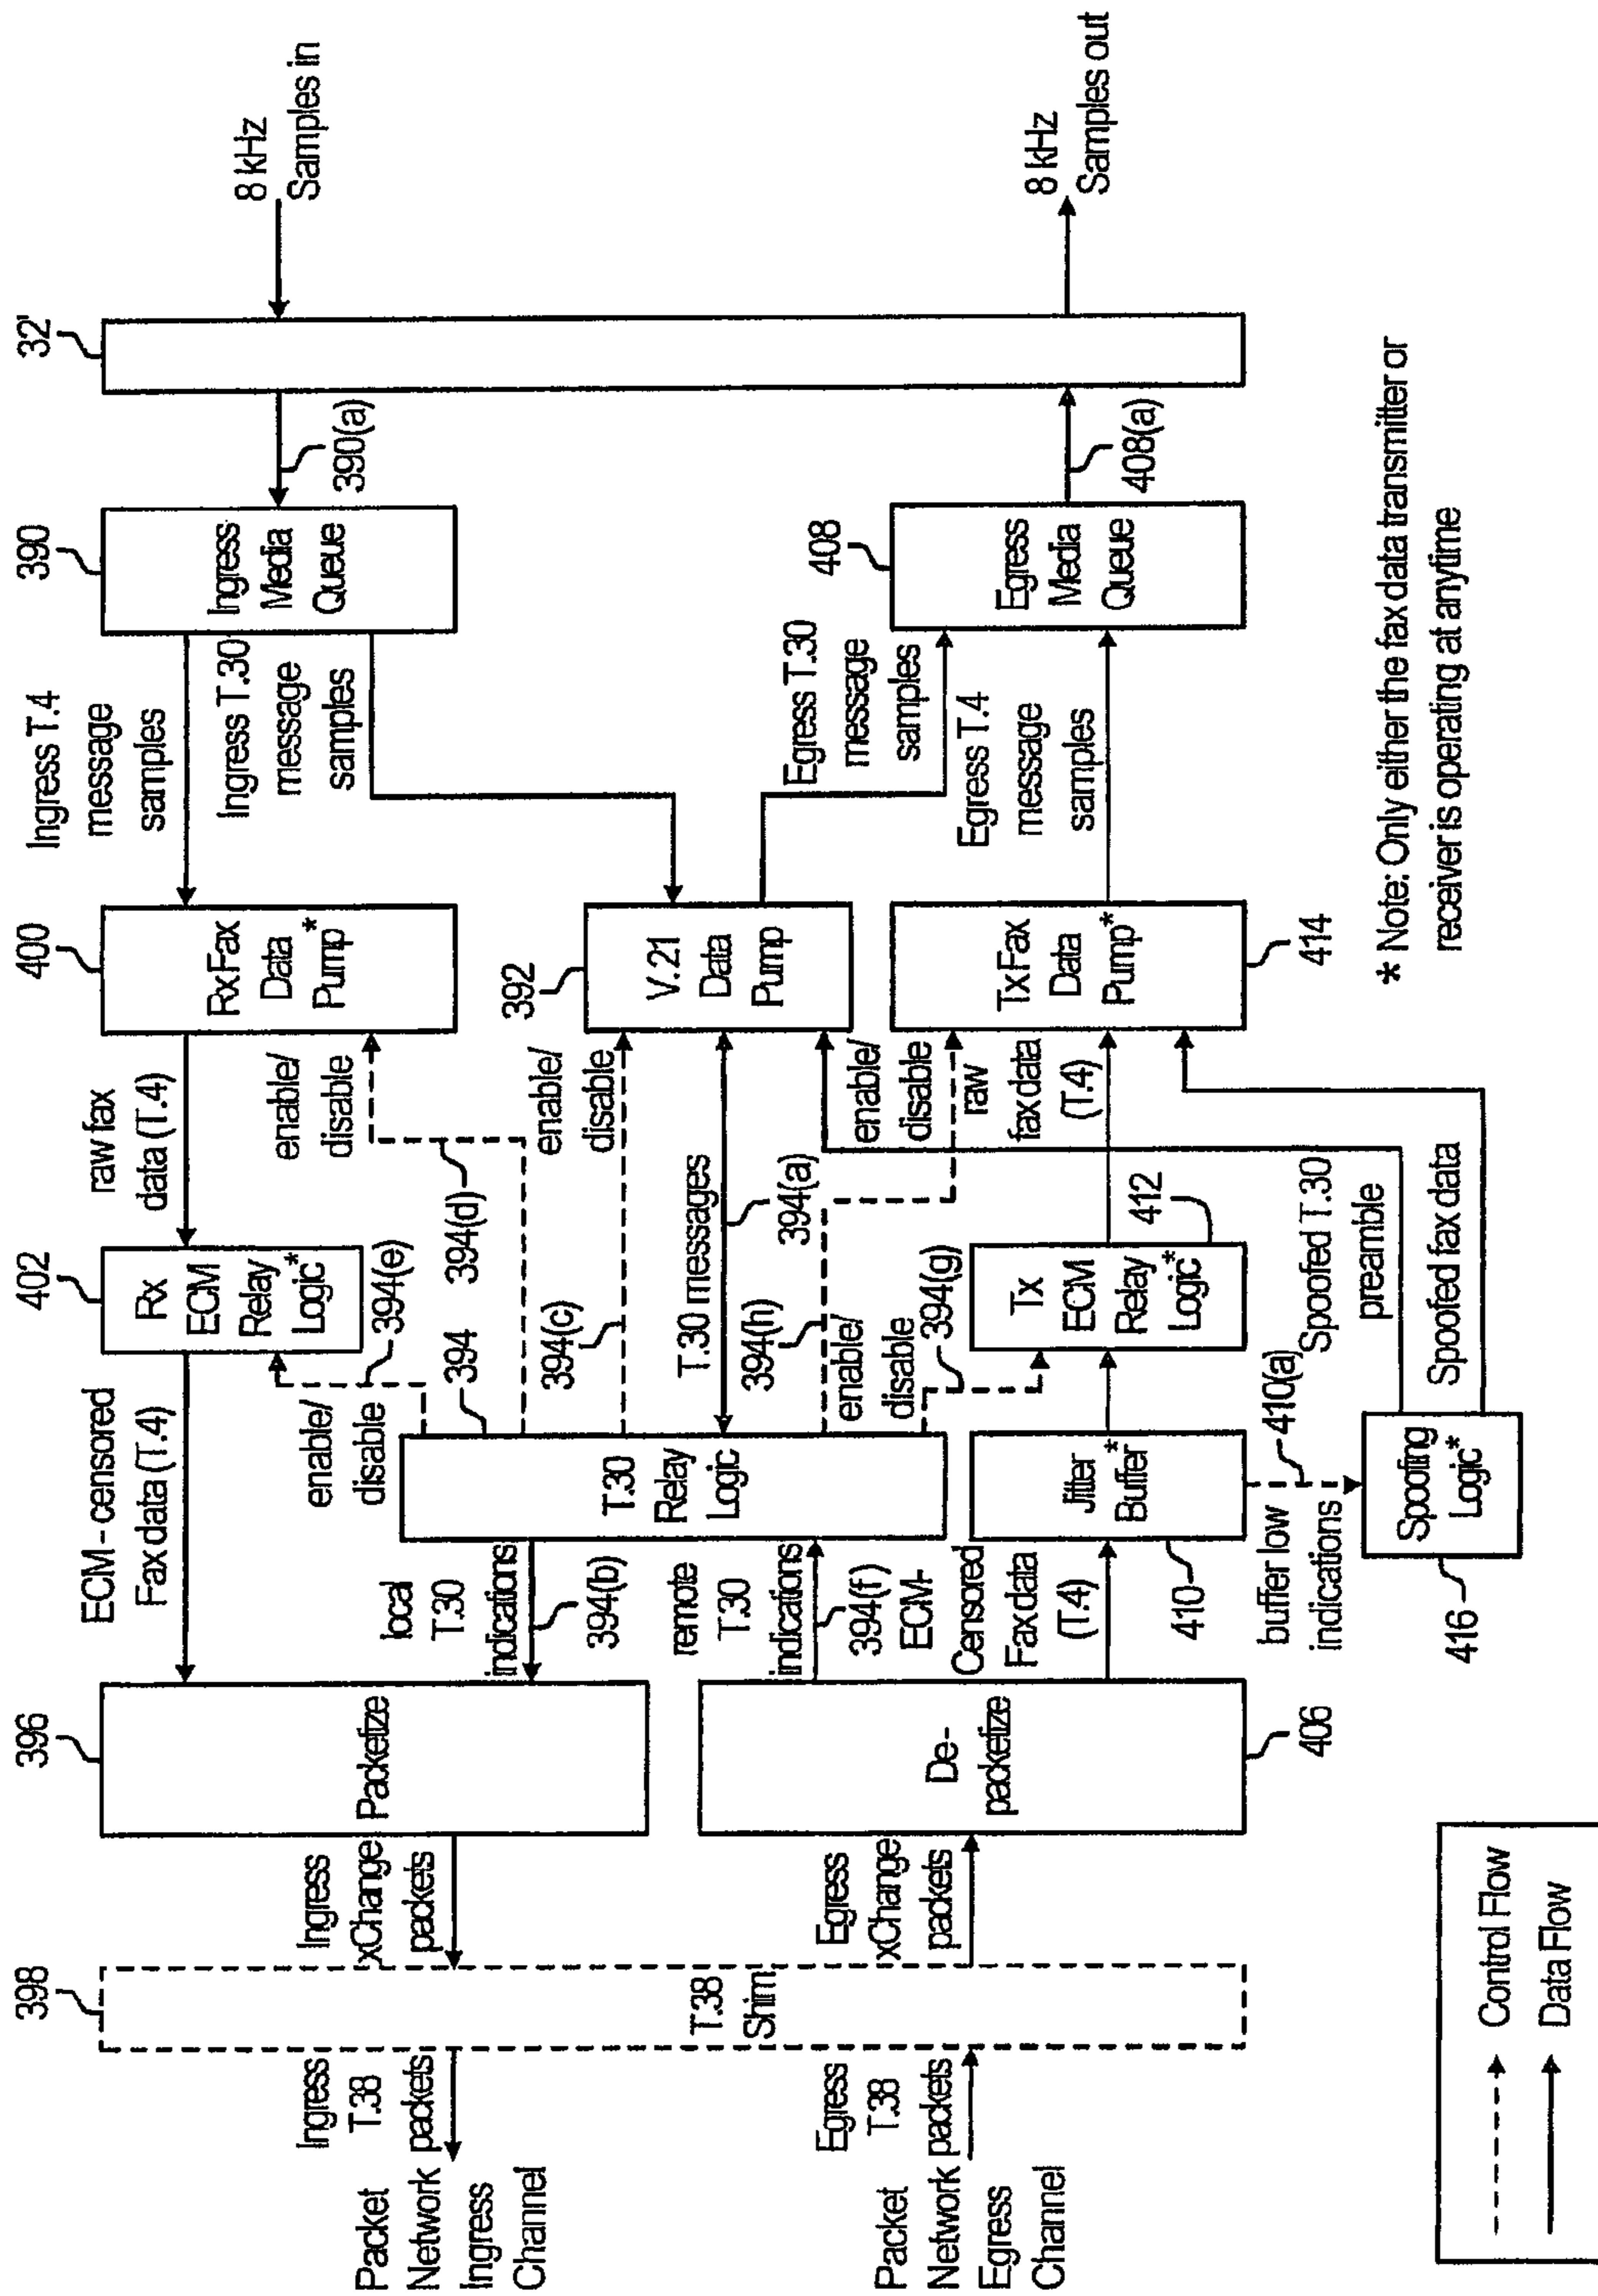 8 kHz
Samples in
8 kHz
Samples out
32'
390(a)
408(a)
390
Ingress
Media
Queue
408
Egress
Media
Queue
Ingress T.4
message
samples
Ingress T.30
message
samples
Egress T.30
message
samples
Egress T.4
message
samples
400
Rx Fax
Data
Pump*
392
V.21
Data
Pump
Tx Fax
Data
Pump*
414
* Note: Only either the fax data transmitter or
receiver is operating at anytime
raw fax
data (T.4)
enable/
disable
394(d)
enable/
disable
394(c)
T.30 messages
394(a)
394(h)
enable/
disable
raw
fax data
(T.4)
402
Rx
ECM
Relay
Logic*
394(e)
enable/
disable
394(g)
Tx
ECM
Relay
Logic*
412
Spoofed T.30
preamble
Spoofed fax data
ECM - censored
Fax data (T.4)
enable/
disable
394
T.30
Relay
Logic
Jitter
Buffer*
410
410(a)
buffer low
indications
Spoofing
Logic*
416
local
T.30
indications
394(b)
remote
T.30
indications
394(f)
ECM-
Censored
Fax data
(T.4)
396
Packetize
De-
packetize
406
Ingress
xChange
packets
Egress
xChange
packets
398
T.38
Shim
Ingress
T.38
packets
Egress
T.38
packets
Packet
Network
Ingress
Channel
Packet
Network
Egress
Channel
Control Flow
Data Flow